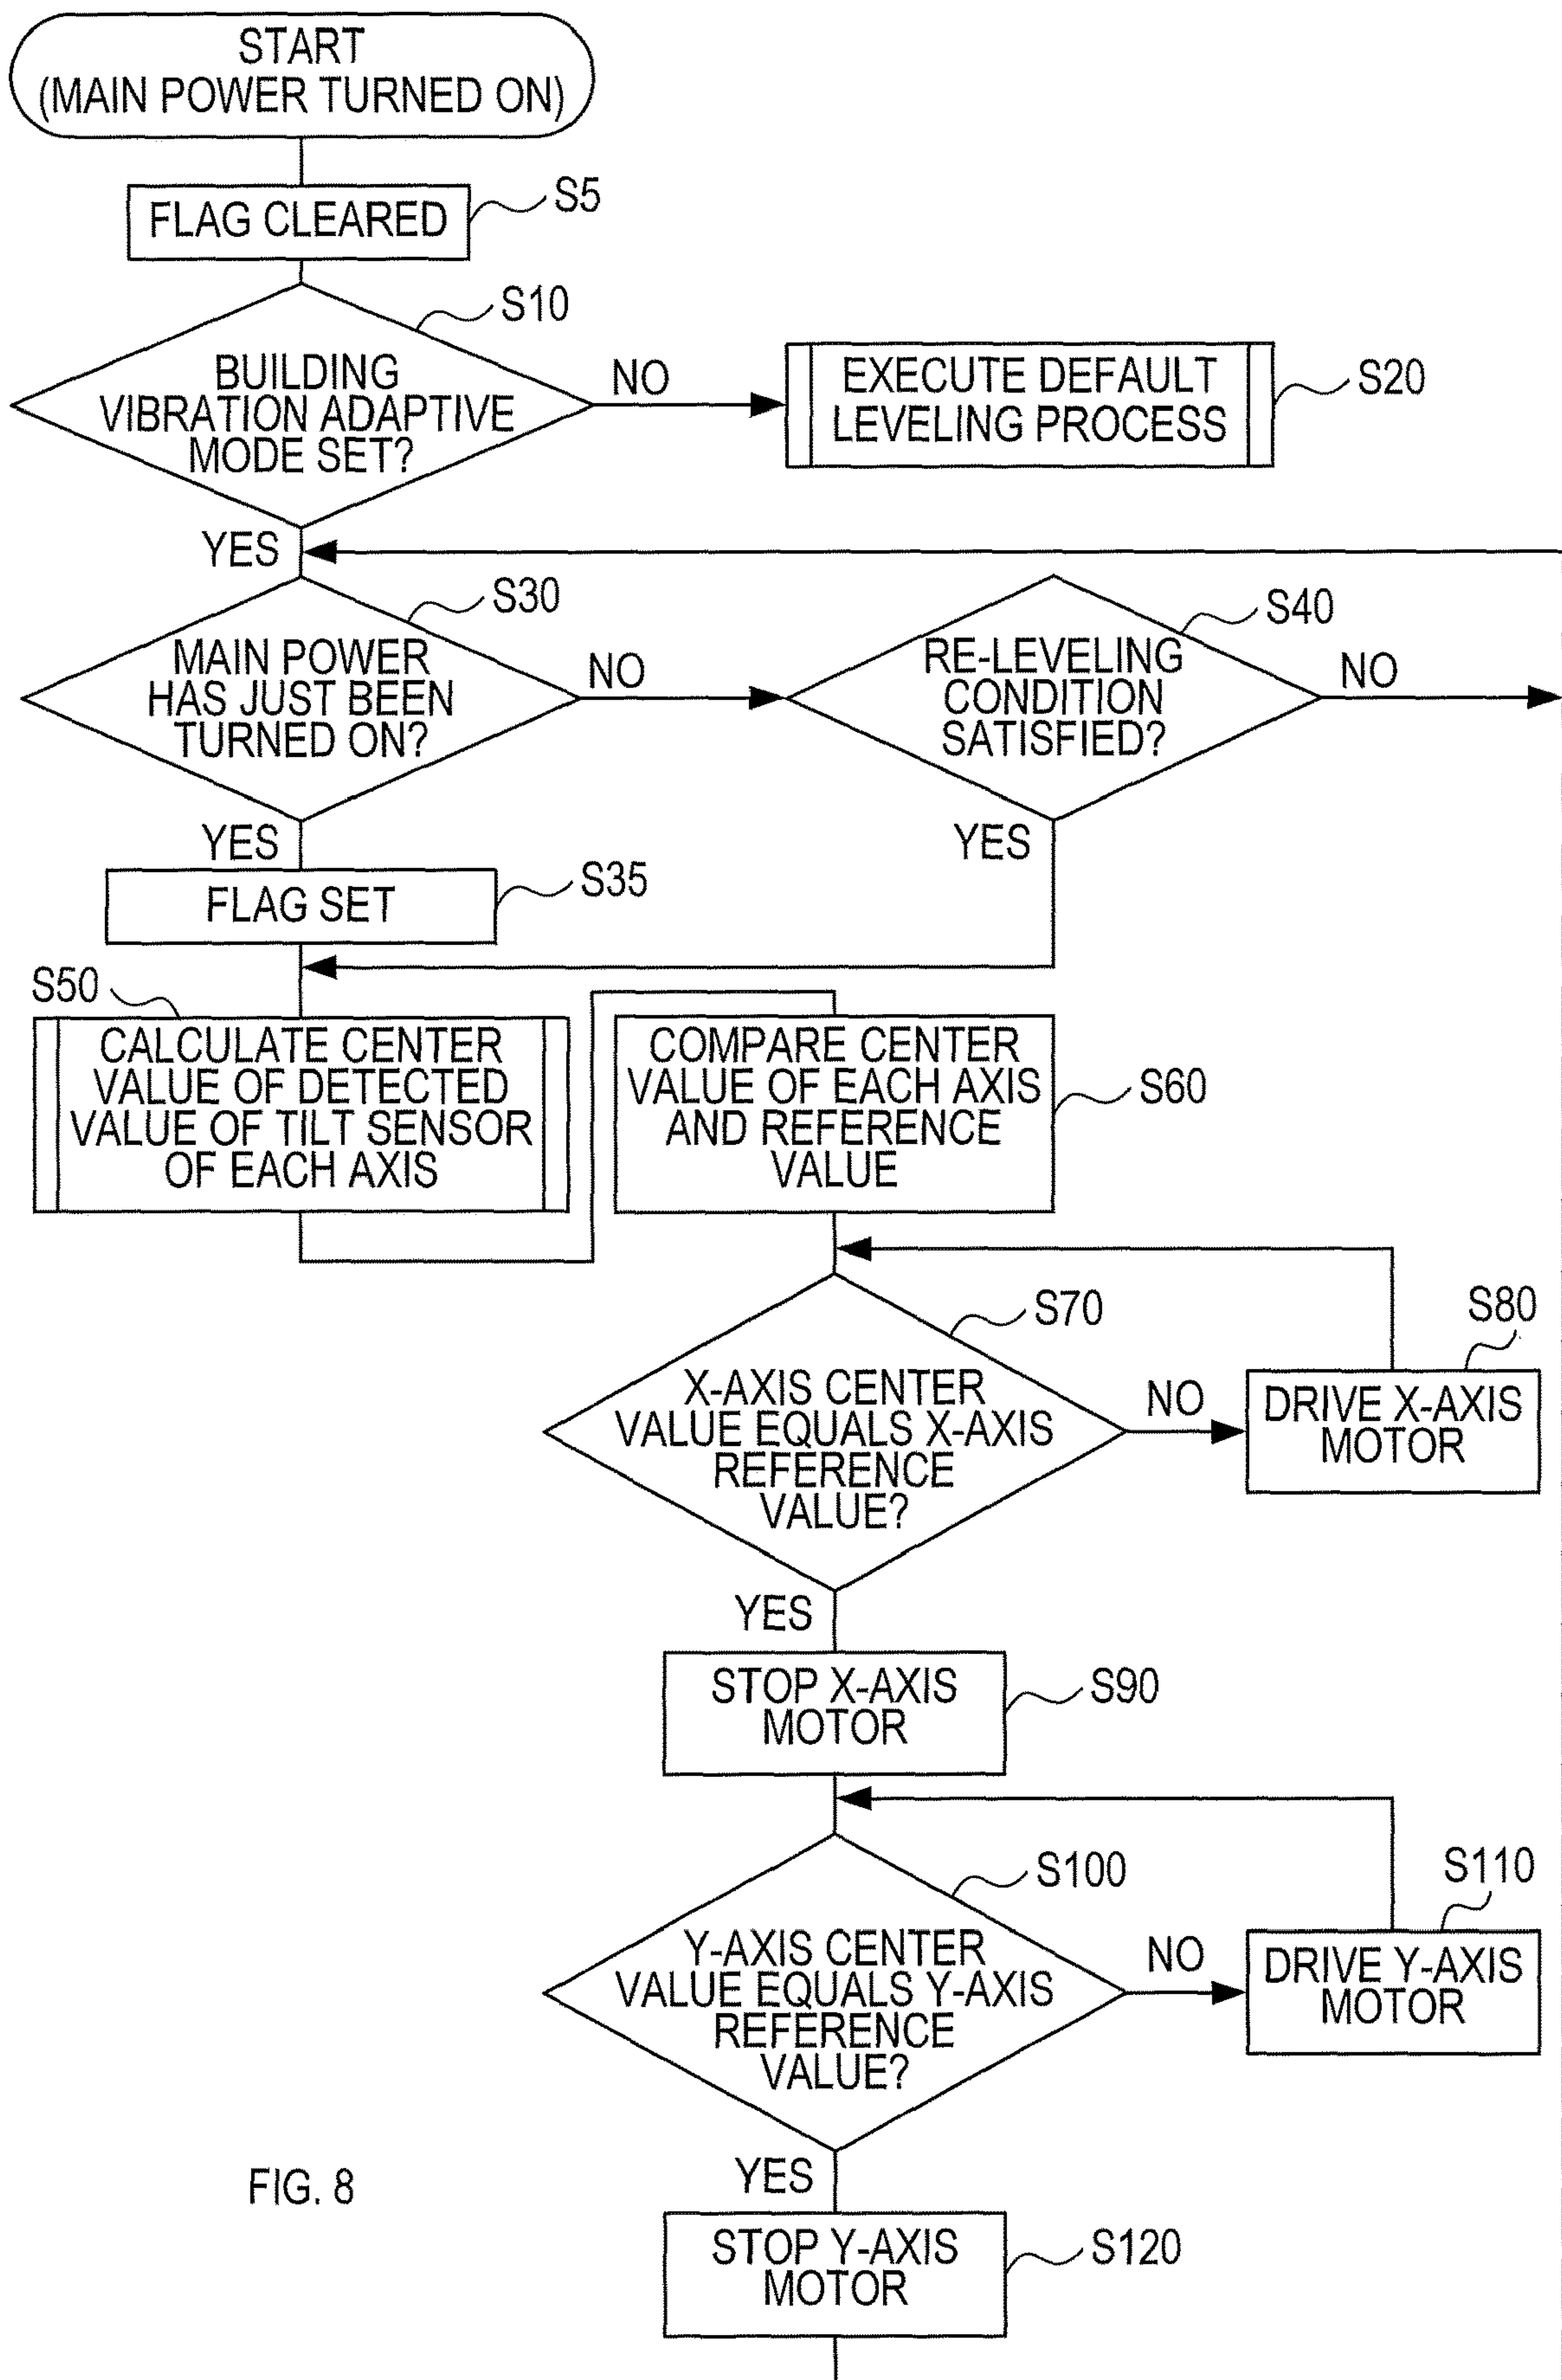 START
(MAIN POWER TURNED ON)
FLAG CLEARED
S5
S10
BUILDING
VIBRATION ADAPTIVE
MODE SET?
NO
EXECUTE DEFAULT
LEVELING PROCESS
S20
YES
S30
MAIN POWER
HAS JUST BEEN
TURNED ON?
NO
S40
RE-LEVELING
CONDITION
SATISFIED?
NO
YES
YES
FLAG SET
S35
S50
CALCULATE CENTER
VALUE OF DETECTED
VALUE OF TILT SENSOR
OF EACH AXIS
COMPARE CENTER
VALUE OF EACH AXIS
AND REFERENCE
VALUE
S60
S70
X-AXIS CENTER
VALUE EQUALS X-AXIS
REFERENCE
VALUE?
NO
S80
DRIVE X-AXIS
MOTOR
YES
STOP X-AXIS
MOTOR
S90
S100
Y-AXIS CENTER
VALUE EQUALS Y-AXIS
REFERENCE
VALUE?
NO
S110
DRIVE Y-AXIS
MOTOR
YES
STOP Y-AXIS
MOTOR
S120
FIG. 8